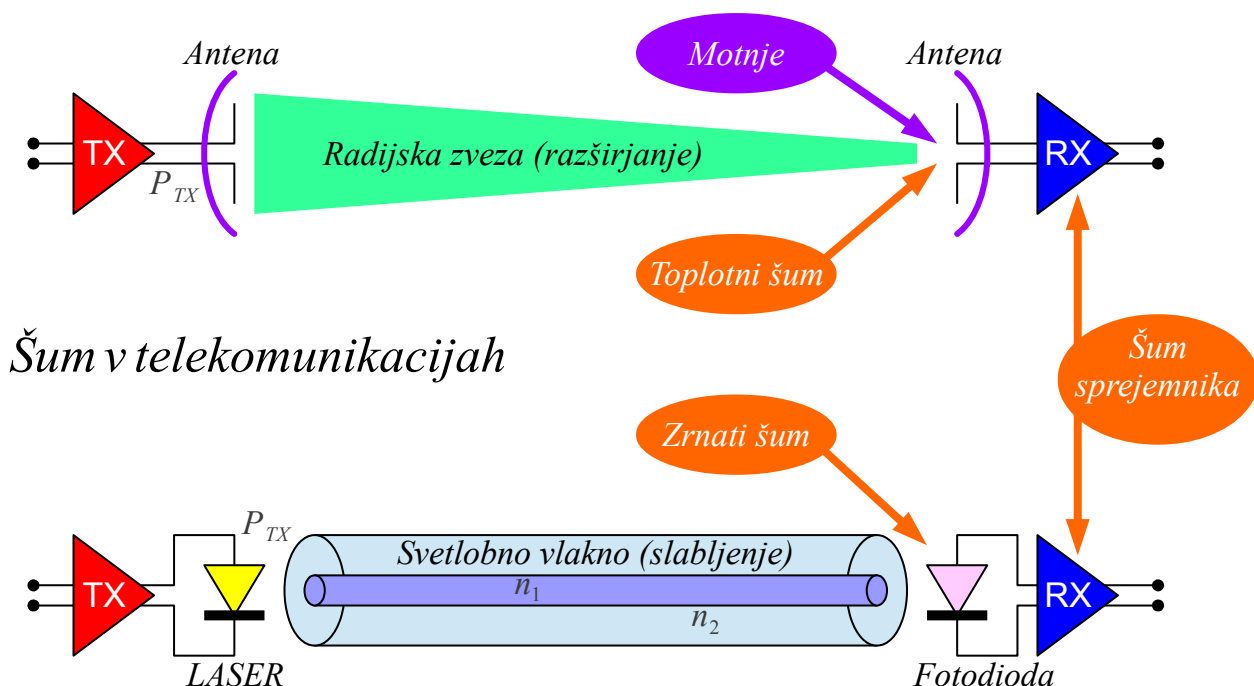 Antena
Motnje
Antena
TX
Radijska zveza (razširjanje)
RX
P_TX
Toplotni šum
Šum v telekomunikacijah
Šum
sprejemnika
Zrnati šum
P_TX
Svetlobno vlakno (slabljenje)
TX
n_1
RX
n_2
LASER
Fotodioda